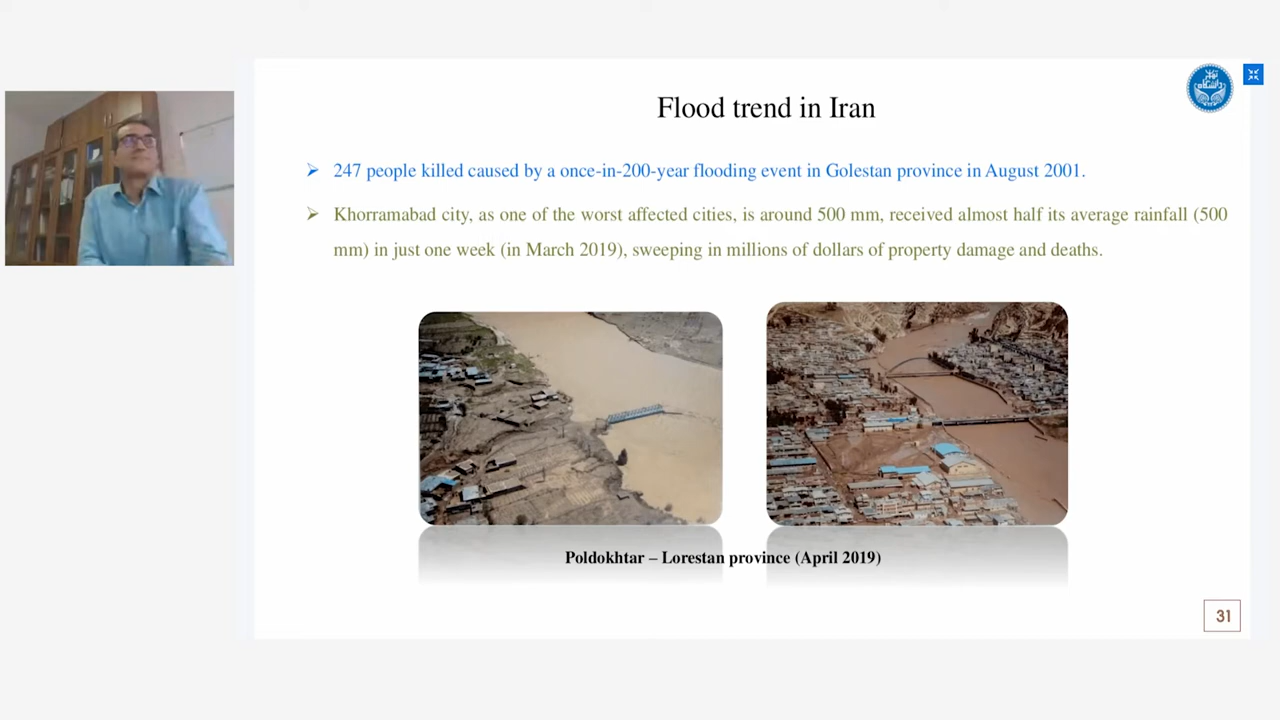 Flood trend in Iran
247 people killed caused by a once-in-200-year flooding event in Golestan province in August 2001.
Khorramabad city, as one of the worst affected cities, is around 500 mm, received almost half its average rainfall (500
mm) in just one week (in March 2019), sweeping in millions of dollars of property damage and deaths.
Poldokhtar – Lorestan province (April 2019)
31